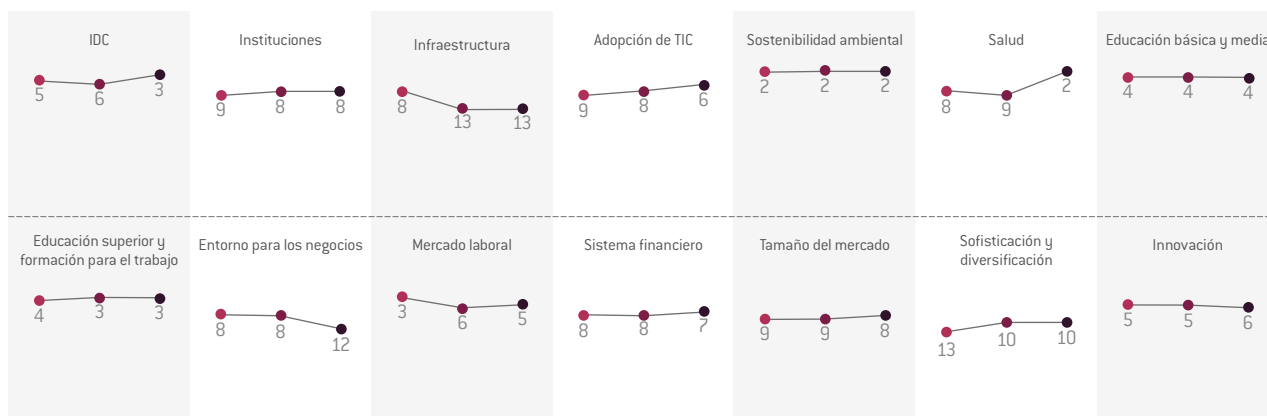 IDC
5
6
3
Instituciones
9
8
8
Infraestructura
8
13
13
Adopción de TIC
9
8
6
Sostenibilidad ambiental
2
2
2
Salud
8
9
2
Educación básica y media
4
4
4
Educación superior y
formación para el trabajo
4
3
3
Entorno para los negocios
8
8
12
Mercado laboral
3
6
5
Sistema financiero
8
8
7
Tamaño del mercado
9
9
8
Sofisticación y
diversificación
13
10
10
Innovación
5
5
6